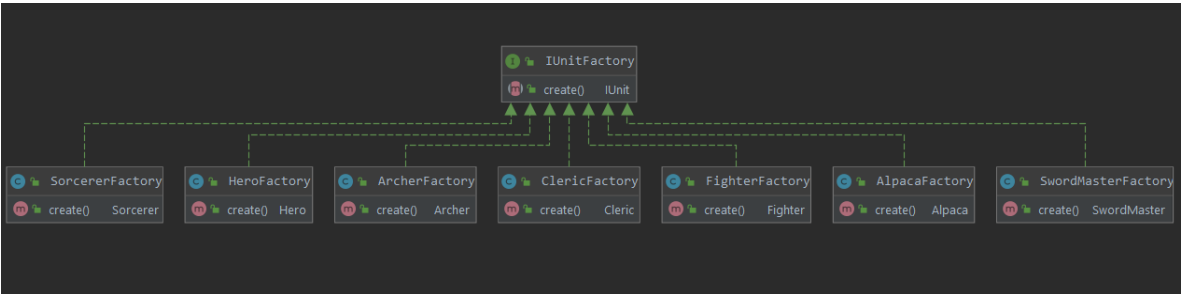 I IUnitFactory
m create() IUnit
C SorcererFactory
m create() Sorcerer
C HeroFactory
m create() Hero
C ArcherFactory
m create() Archer
C ClericFactory
m create() Cleric
C FighterFactory
m create() Fighter
C AlpacaFactory
m create() Alpaca
C SwordMasterFactory
m create() SwordMaster